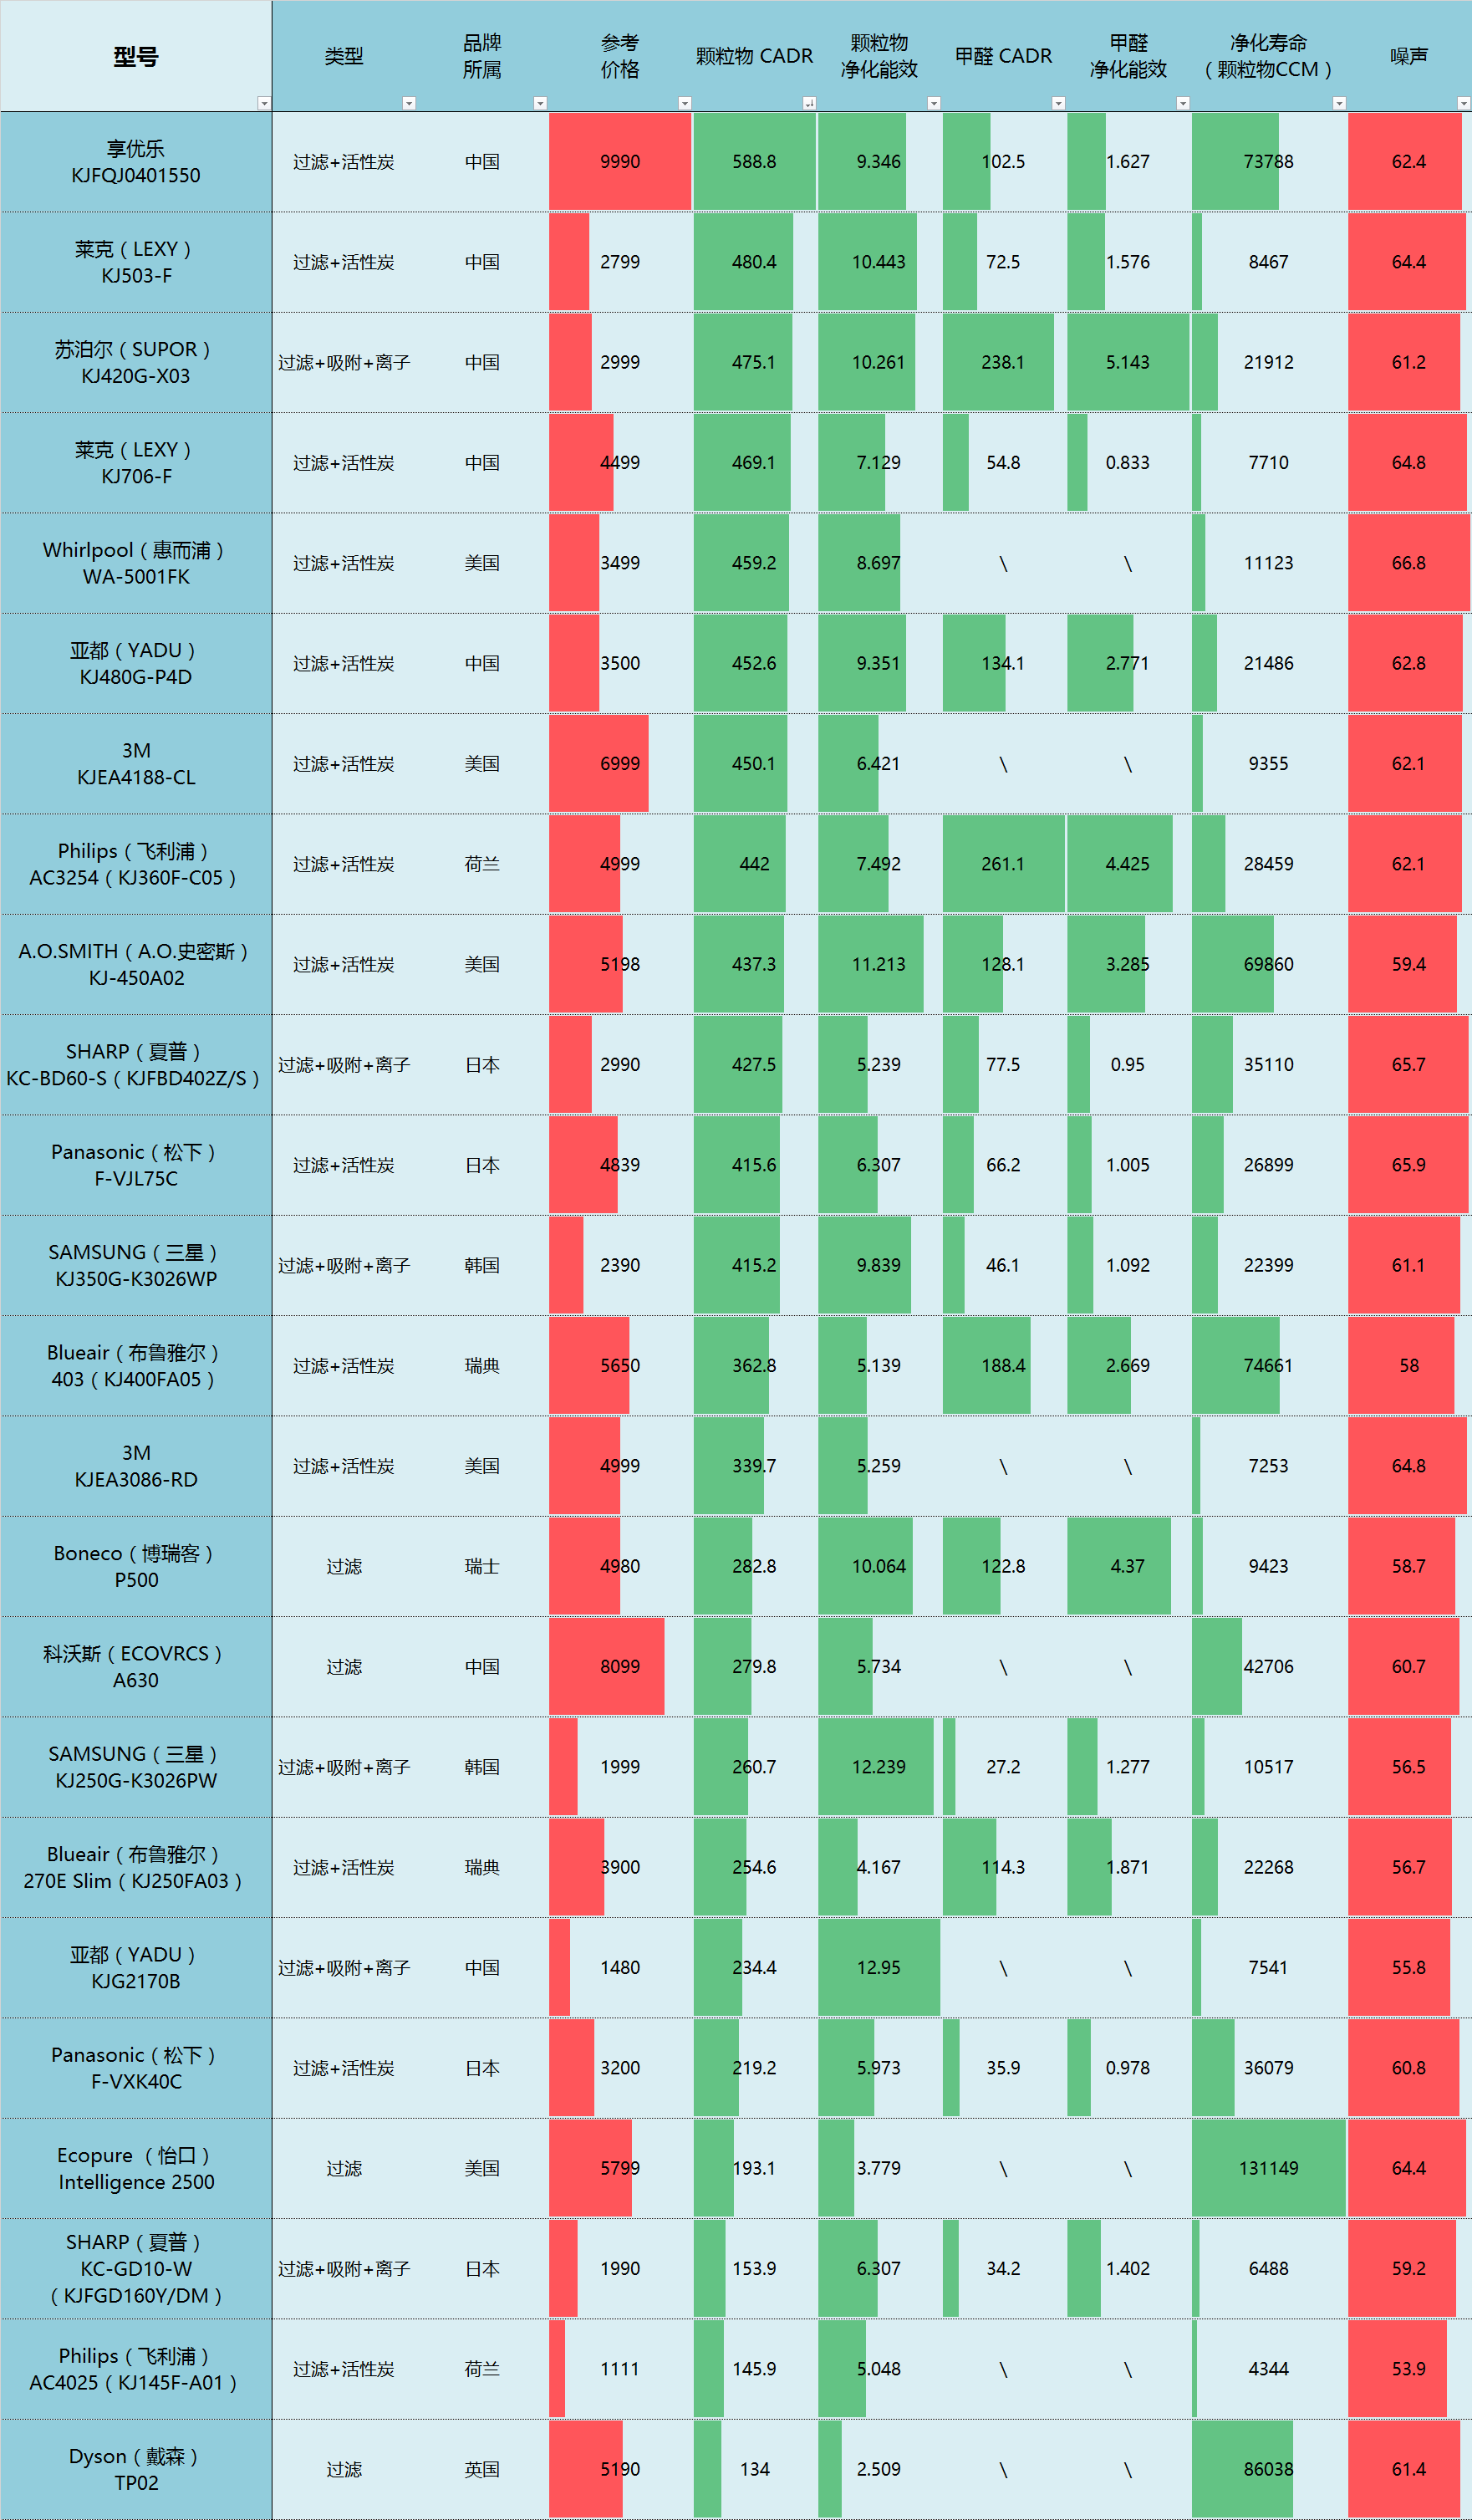 型号 类型 品牌所属 参考价格 颗粒物 CADR 颗粒物净化能效 甲醛 CADR 甲醛净化能效 净化寿命（颗粒物CCM） 噪声
享优乐
KJFQJ0401550
过滤+活性炭 中国 9990 588.8 9.346 102.5 1.627 73788 62.4
莱克（LEXY）
KJ503-F
过滤+活性炭 中国 2799 480.4 10.443 72.5 1.576 8467 64.4
苏泊尔（SUPOR）
KJ420G-X03
过滤+吸附+离子 中国 2999 475.1 10.261 238.1 5.143 21912 61.2
莱克（LEXY）
KJ706-F
过滤+活性炭 中国 4499 469.1 7.129 54.8 0.833 7710 64.8
Whirlpool（惠而浦）
WA-5001FK
过滤+活性炭 美国 3499 459.2 8.697 \ \ 11123 66.8
亚都（YADU）
KJ480G-P4D
过滤+活性炭 中国 3500 452.6 9.351 134.1 2.771 21486 62.8
3M
KJEA4188-CL
过滤+活性炭 美国 6999 450.1 6.421 \ \ 9355 62.1
Philips（飞利浦）
AC3254（KJ360F-C05）
过滤+活性炭 荷兰 4999 442 7.492 261.1 4.425 28459 62.1
A.O.SMITH（A.O.史密斯）
KJ-450A02
过滤+活性炭 美国 5198 437.3 11.213 128.1 3.285 69860 59.4
SHARP（夏普）
KC-BD60-S（KJFBD402Z/S）
过滤+吸附+离子 日本 2990 427.5 5.239 77.5 0.95 35110 65.7
Panasonic（松下）
F-VJL75C
过滤+活性炭 日本 4839 415.6 6.307 66.2 1.005 26899 65.9
SAMSUNG（三星）
KJ350G-K3026WP
过滤+吸附+离子 韩国 2390 415.2 9.839 46.1 1.092 22399 61.1
Blueair（布鲁雅尔）
403（KJ400FA05）
过滤+活性炭 瑞典 5650 362.8 5.139 188.4 2.669 74661 58
3M
KJEA3086-RD
过滤+活性炭 美国 4999 339.7 5.259 \ \ 7253 64.8
Boneco（博瑞客）
P500
过滤 瑞士 4980 282.8 10.064 122.8 4.37 9423 58.7
科沃斯（ECOVRCS）
A630
过滤 中国 8099 279.8 5.734 \ \ 42706 60.7
SAMSUNG（三星）
KJ250G-K3026PW
过滤+吸附+离子 韩国 1999 260.7 12.239 27.2 1.277 10517 56.5
Blueair（布鲁雅尔）
270E Slim（KJ250FA03）
过滤+活性炭 瑞典 3900 254.6 4.167 114.3 1.871 22268 56.7
亚都（YADU）
KJG2170B
过滤+吸附+离子 中国 1480 234.4 12.95 \ \ 7541 55.8
Panasonic（松下）
F-VXK40C
过滤+活性炭 日本 3200 219.2 5.973 35.9 0.978 36079 60.8
Ecopure （怡口）
Intelligence 2500
过滤 美国 5799 193.1 3.779 \ \ 131149 64.4
SHARP（夏普）
KC-GD10-W
（KJFGD160Y/DM）
过滤+吸附+离子 日本 1990 153.9 6.307 34.2 1.402 6488 59.2
Philips（飞利浦）
AC4025（KJ145F-A01）
过滤+活性炭 荷兰 1111 145.9 5.048 \ \ 4344 53.9
Dyson（戴森）
TP02
过滤 英国 5190 134 2.509 \ \ 86038 61.4